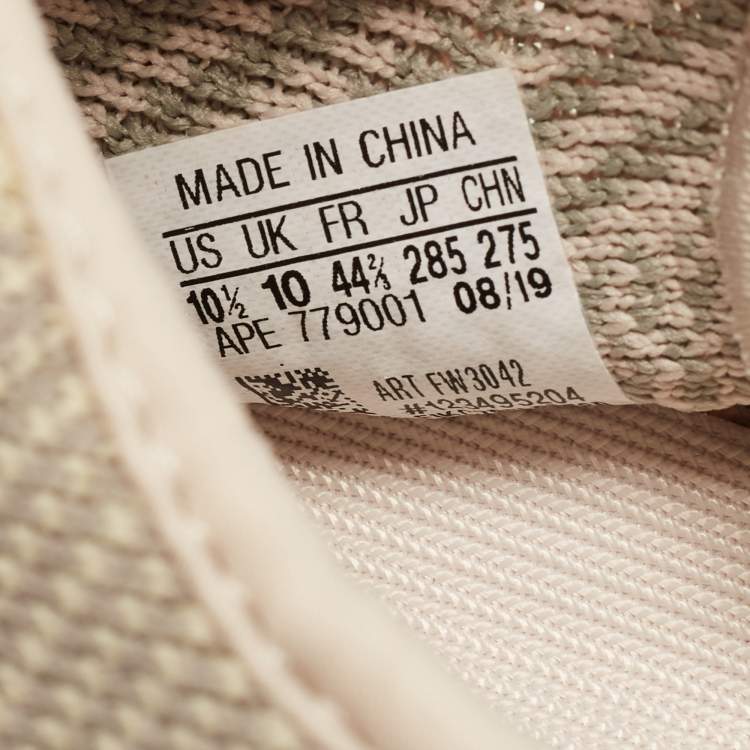 MADE IN CHINA
US UK FR JP CHN
10½ 10 44⅔ 285 275
APE 779001 08/19
ART FW3042
#123495204